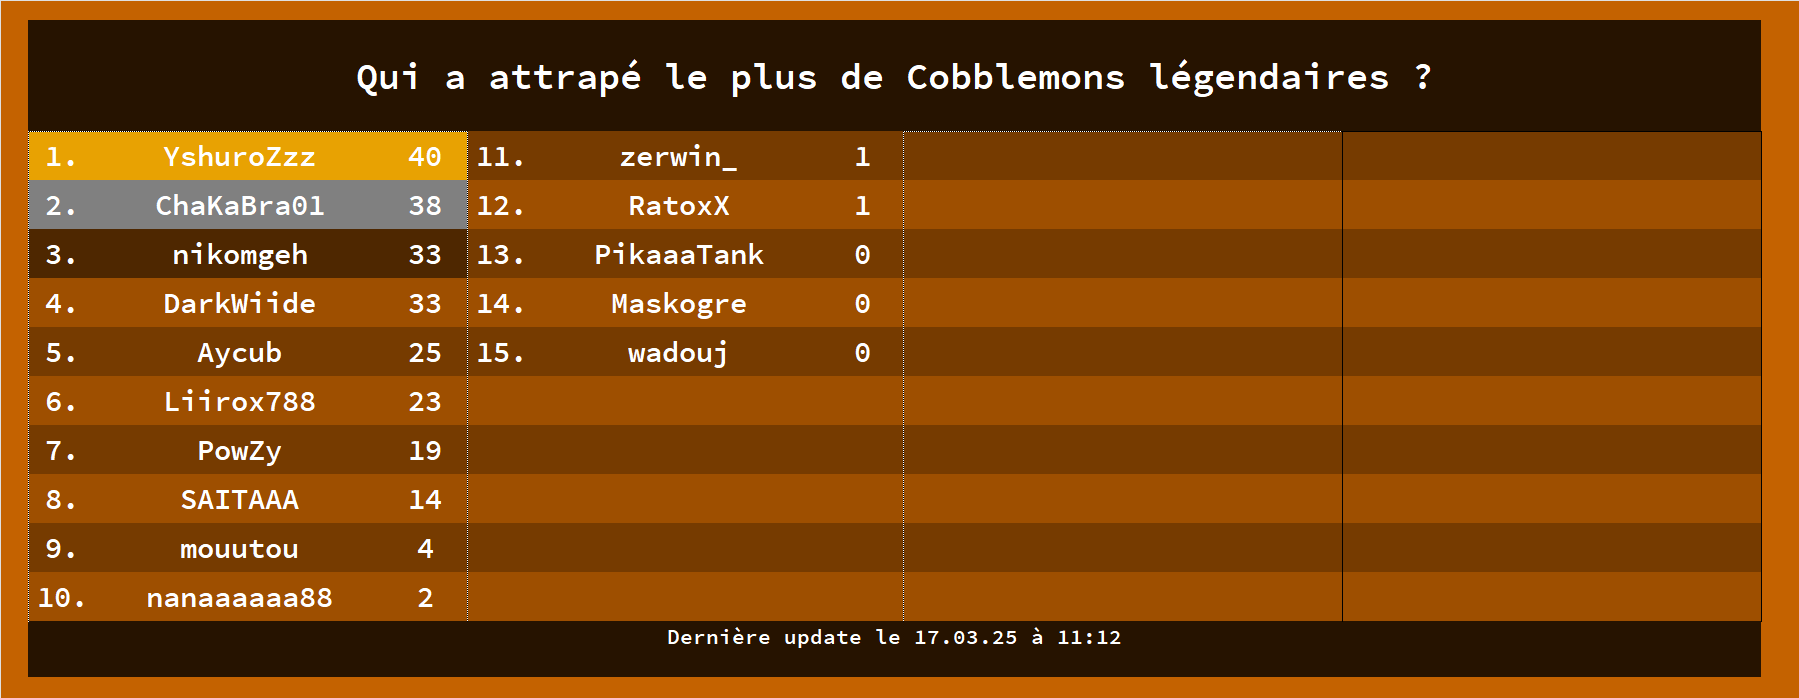 Qui a attrapé le plus de Cobblemons légendaires ?
1. YshuroZzz 40
2. ChaKaBra01 38
3. nikomgeh 33
4. DarkWiide 33
5. Aycub 25
6. Liirox788 23
7. PowZy 19
8. SAITAAA 14
9. mouutou 4
10. nanaaaaaa88 2
11. zerwin_ 1
12. RatoxX 1
13. PikaaaTank 0
14. Maskogre 0
15. wadouj 0
Dernière update le 17.03.25 à 11:12